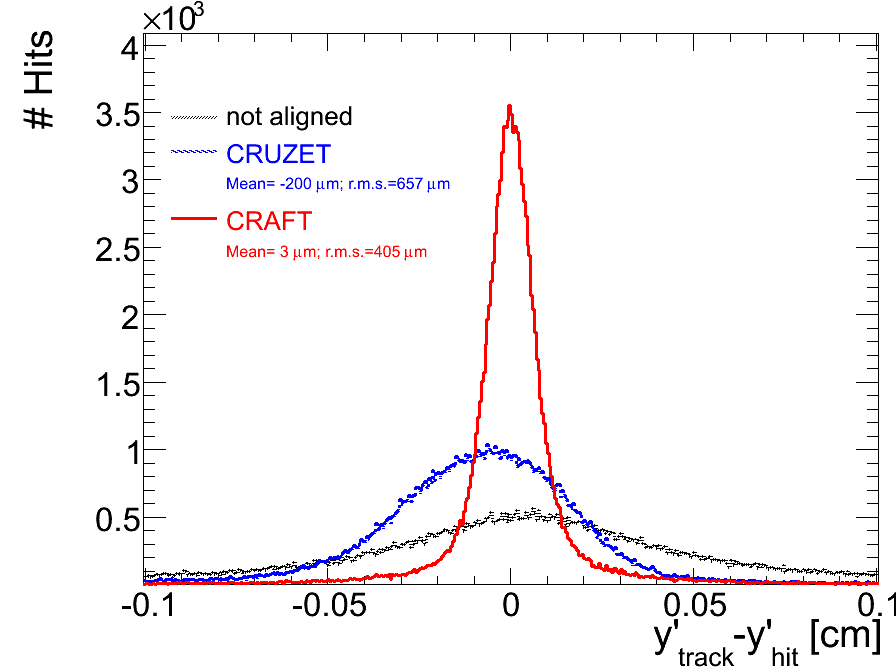 ×10³
# Hits
4
3.5
3
2.5
2
1.5
1
0.5
not aligned
CRUZET
Mean= -200 μm; r.m.s.=657 μm
CRAFT
Mean= 3 μm; r.m.s.=405 μm
-0.1 -0.05 0 0.05 0.1
y'track-y'hit [cm]